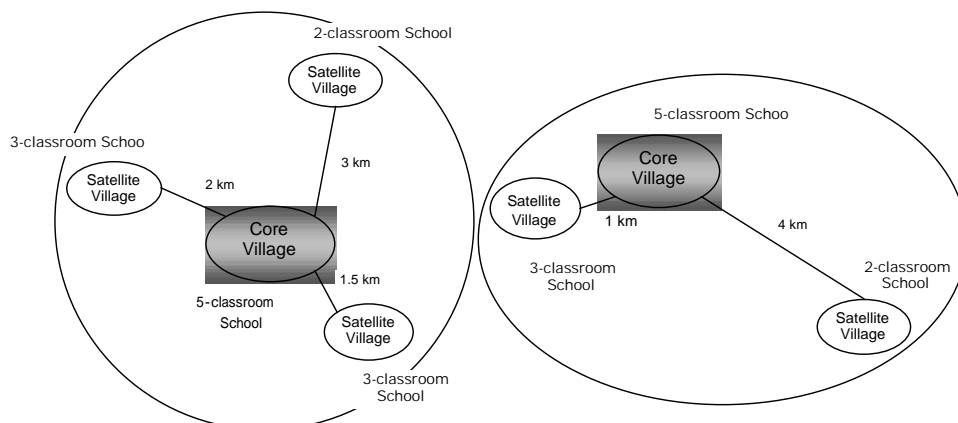 2-classroom School
Satellite
Village
3-classroom Schoo
Satellite
Village
2 km
3 km
Core
Village
1.5 km
5-classroom
School
Satellite
Village
3-classroom
School
5-classroom Schoo
Core
Village
Satellite
Village
1 km
4 km
3-classroom
School
2-classroom
School
Satellite
Village